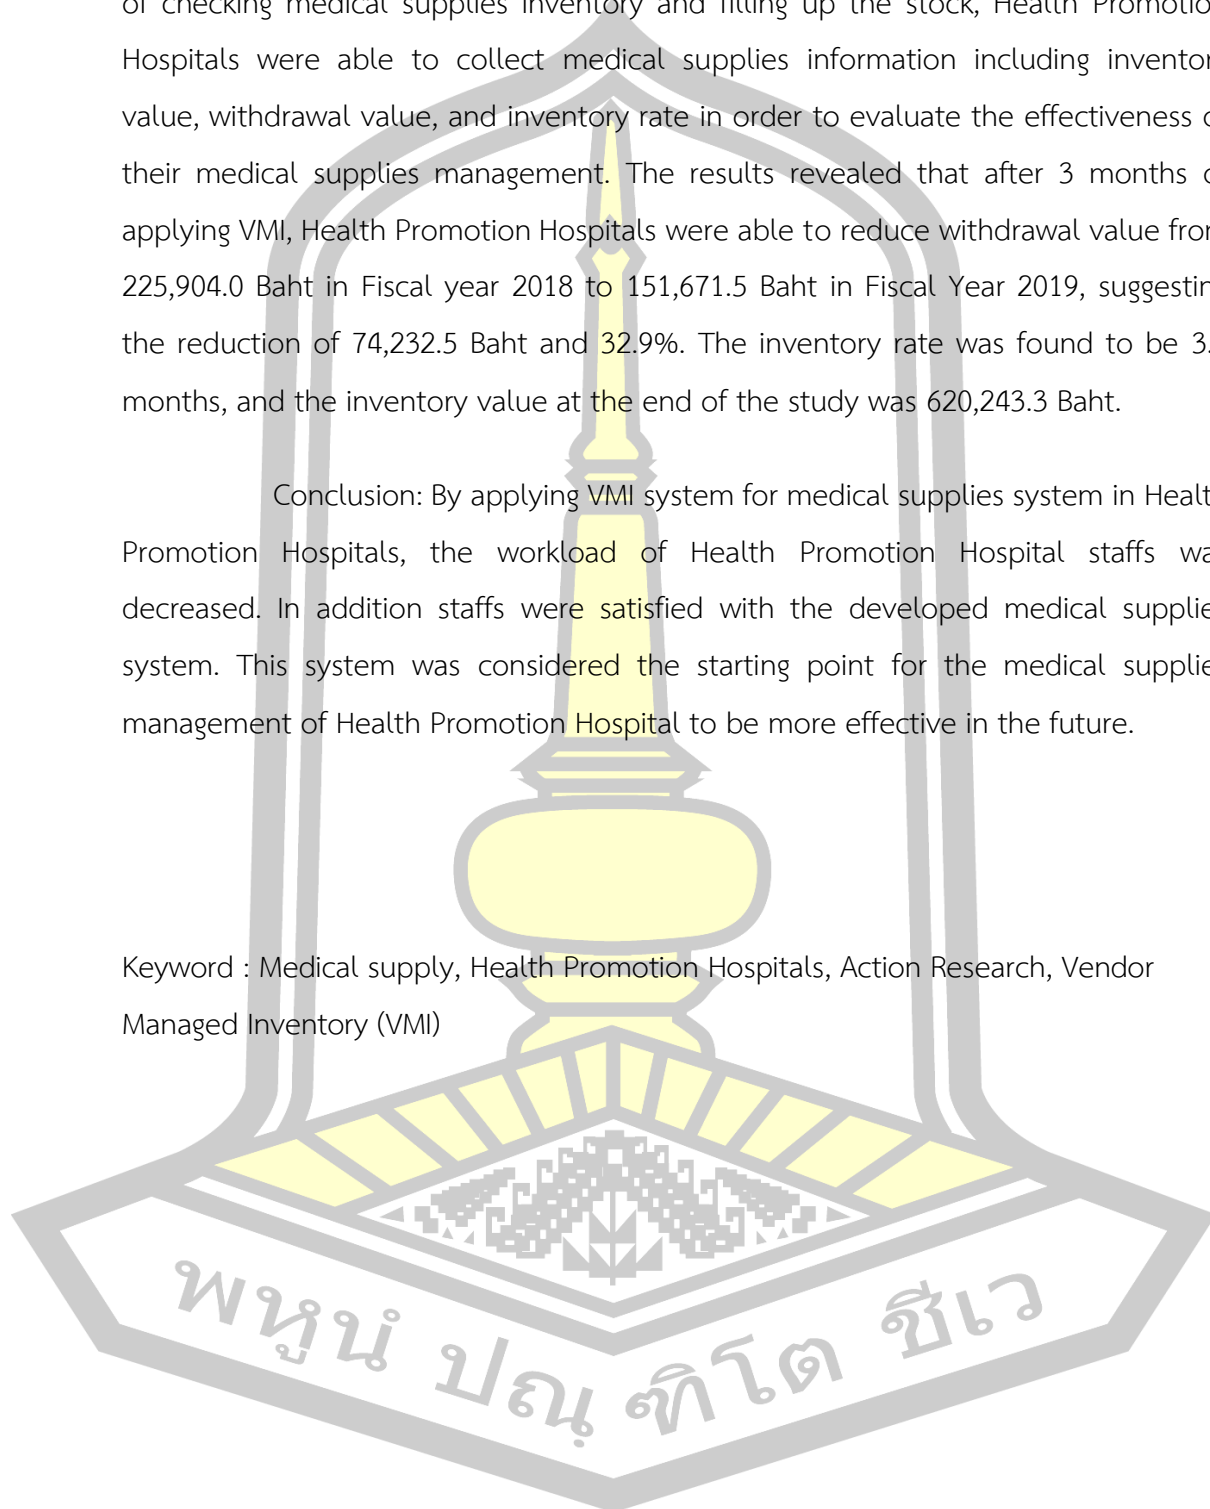 of checking medical supplies inventory and filling up the stock, Health Promotio
Hospitals were able to collect medical supplies information including inventor
value, withdrawal value, and inventory rate in order to evaluate the effectiveness
their medical supplies management. The results revealed that after 3 months
applying VMI, Health Promotion Hospitals were able to reduce withdrawal value
225,904.0 Baht in Fiscal year 2018 to 151,671.5 Baht in Fiscal Year 2019, suggestin
the reduction of 74,232.5 Baht and 32.9%. The inventory rate was found to be 3.
months, and the inventory value at the end of the study was 620,243.3 Baht.
Conclusion: By applying VMI system for medical supplies system in Healt
Promotion Hospitals, the workload of Health Promotion Hospital staffs wa
decreased. In addition staffs were satisfied with the developed medical supplie
system. This system was considered the starting point for the medical supplie
management of Health Promotion Hospital to be more effective in the future.
Keyword : Medical supply, Health Promotion Hospitals, Action Research, Vendor
Managed Inventory (VMI)
พหูนํ ปณฺฑิโต ชีเว